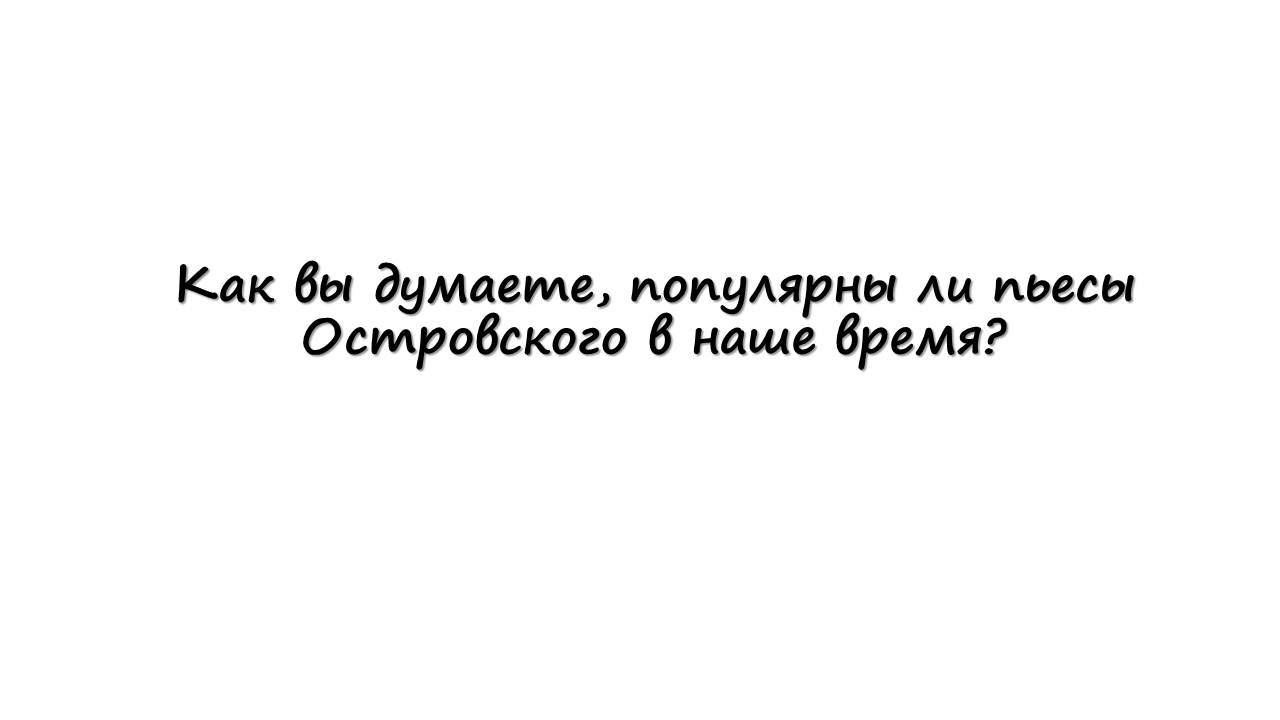 Как вы думаете, популярны ли пьесы
Островского в наше время?